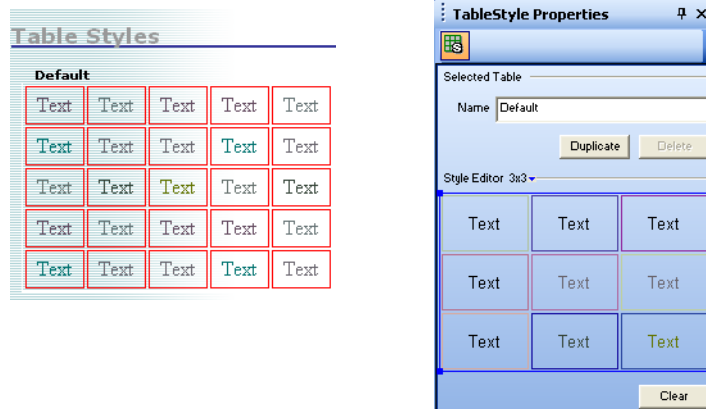 Table Styles
Default
Text Text Text Text Text
Text Text Text Text Text
Text Text Text Text Text
Text Text Text Text Text
Text Text Text Text Text
TableStyle Properties
S
Selected Table
Name Default
Duplicate Delete
Style Editor 3x3
Text Text Text
Text Text Text
Text Text Text
Clear